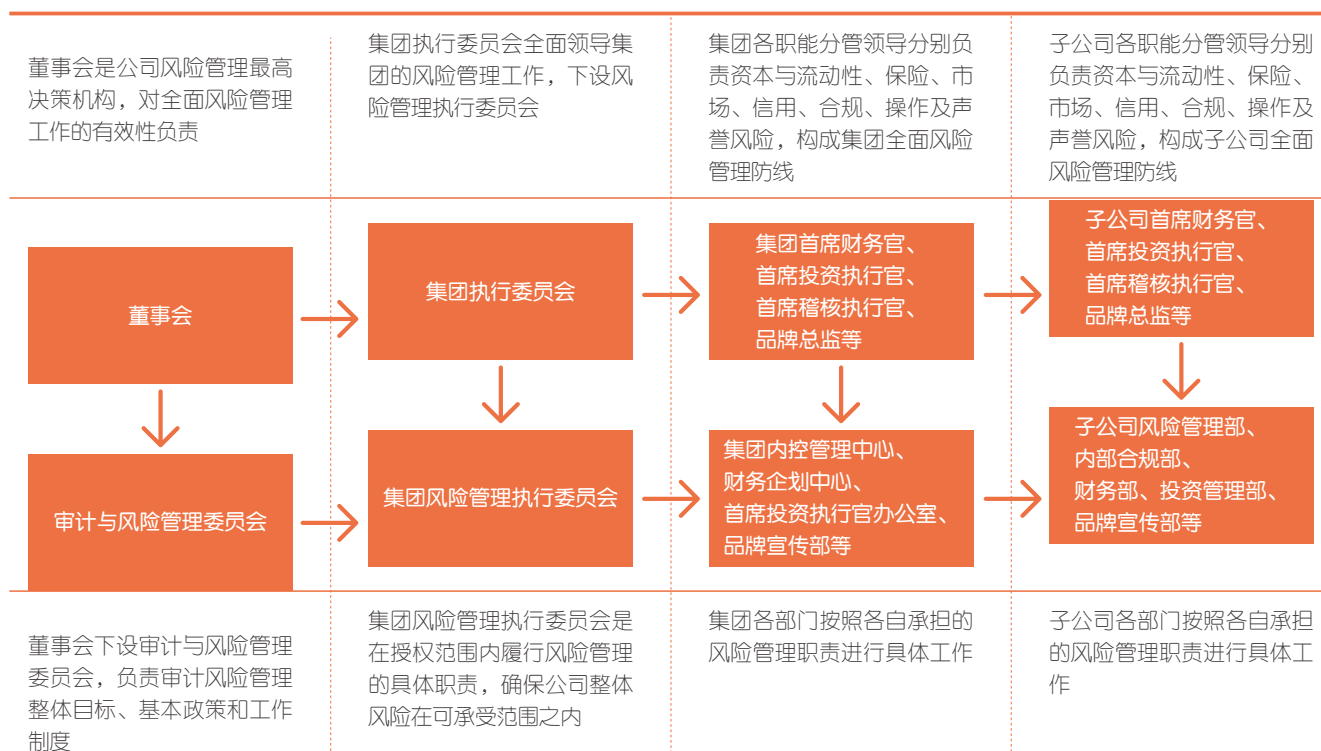 董事会是公司风险管理最高
决策机构，对全面风险管理
工作的有效性负责
集团执行委员会全面领导集
团的风险管理工作，下设风
险管理执行委员会
集团各职能分管领导分别负
责资本与流动性、保险、市
场、信用、合规、操作及声
誉风险，构成集团全面风险
管理防线
子公司各职能分管领导分别
负责资本与流动性、保险、
市场、信用、合规、操作及
声誉风险，构成子公司全面
风险管理防线
董事会
集团执行委员会
集团首席财务官、
首席投资执行官、
首席稽核执行官、
品牌总监等
子公司首席财务官、
首席投资执行官、
首席稽核执行官、
品牌总监等
审计与风险管理委员会
集团风险管理执行委员会
集团内控管理中心、
财务企划中心、
首席投资执行官办公室、
品牌宣传部等
子公司风险管理部、
内部合规部、
财务部、投资管理部、
品牌宣传部等
董事会下设审计与风险管理
委员会，负责审计风险管理
整体目标、基本政策和工作
制度
集团风险管理执行委员会是
在授权范围内履行风险管理
的具体职责，确保公司整体
风险在可承受范围之内
集团各部门按照各自承担的
风险管理职责进行具体工作
子公司各部门按照各自承担
的风险管理职责进行具体工
作